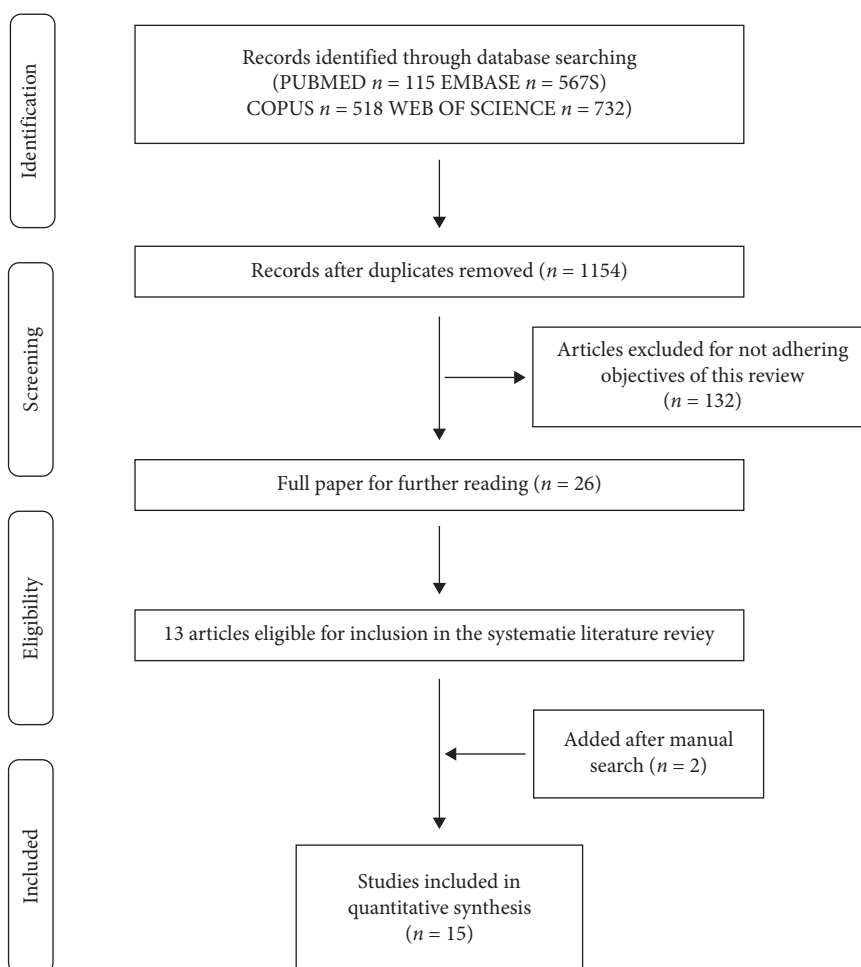 Identification
Records identified through database searching
(PUBMED n = 115 EMBASE n = 567S)
COPUS n = 518 WEB OF SCIENCE n = 732)
Screening
Records after duplicates removed (n = 1154)
Articles excluded for not adhering
objectives of this review
(n = 132)
Full paper for further reading (n = 26)
Eligibility
13 articles eligible for inclusion in the systematie literature reviey
Added after manual
search (n = 2)
Included
Studies included in
quantitative synthesis
(n = 15)